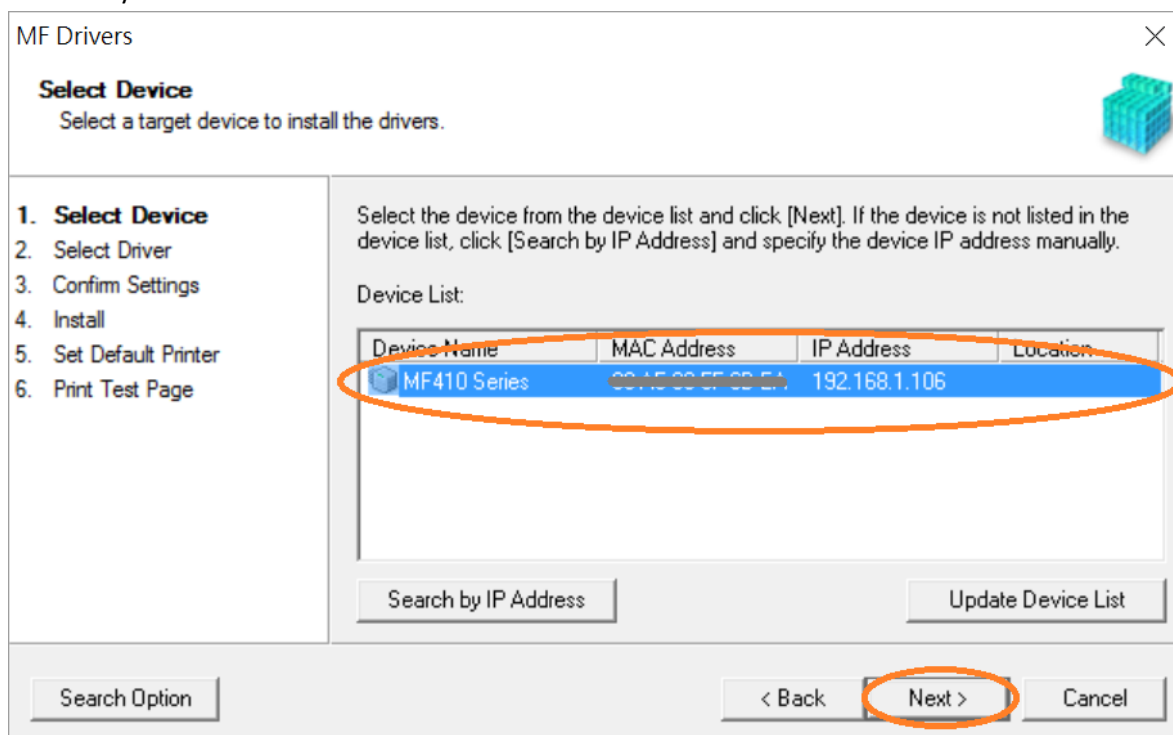 MF Drivers
Select Device
Select a target device to install the drivers.
1. Select Device
2. Select Driver
3. Confirm Settings
4. Install
5. Set Default Printer
6. Print Test Page
Select the device from the device list and click [Next]. If the device is not listed in the
device list, click [Search by IP Address] and specify the device IP address manually.
Device List:
Device Name MAC Address IP Address Location
MF410 Series 192.168.1.106
Search by IP Address Update Device List
Search Option < Back Next > Cancel